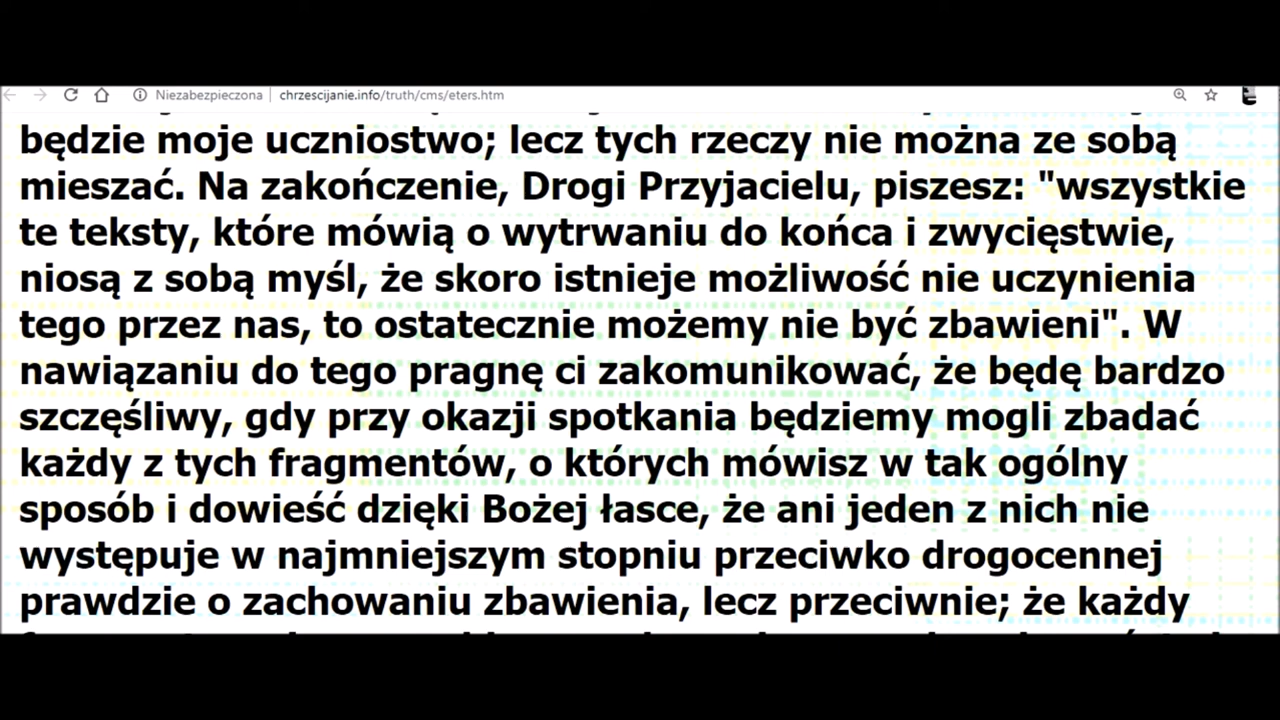 Niezabezpieczona | chrzescijanie.info/truth/cms/eters.htm
będzie moje uczniostwo; lecz tych rzeczy nie można ze sobą
mieszać. Na zakończenie, Drogi Przyjacielu, piszesz: "wszystkie
te teksty, które mówią o wytrwaniu do końca i zwycięstwie,
niosą z sobą myśl, że skoro istnieje możliwość nie uczynienia
tego przez nas, to ostatecznie możemy nie być zbawieni". W
nawiązaniu do tego pragnę ci zakomunikować, że będę bardzo
szczęśliwy, gdy przy okazji spotkania będziemy mogli zbadać
każdy z tych fragmentów, o których mówisz w tak ogólny
sposób i dowieść dzięki Bożej łasce, że ani jeden z nich nie
występuje w najmniejszym stopniu przeciwko drogocennej
prawdzie o zachowaniu zbawienia, lecz przeciwnie; że każdy